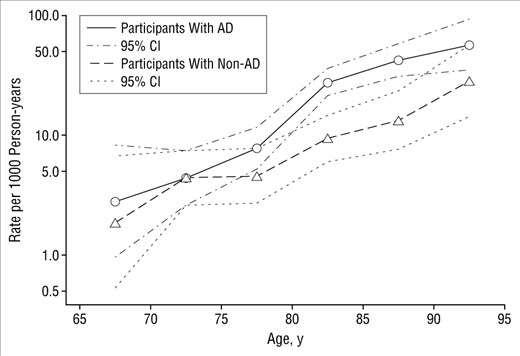 100.0
50.0
10.0
5.0
1.0
0.5
Rate per 1000 Person-years
Participants With AD
95% CI
Participants With Non-AD
95% CI
65 70 75 80 85 90 95
Age, y